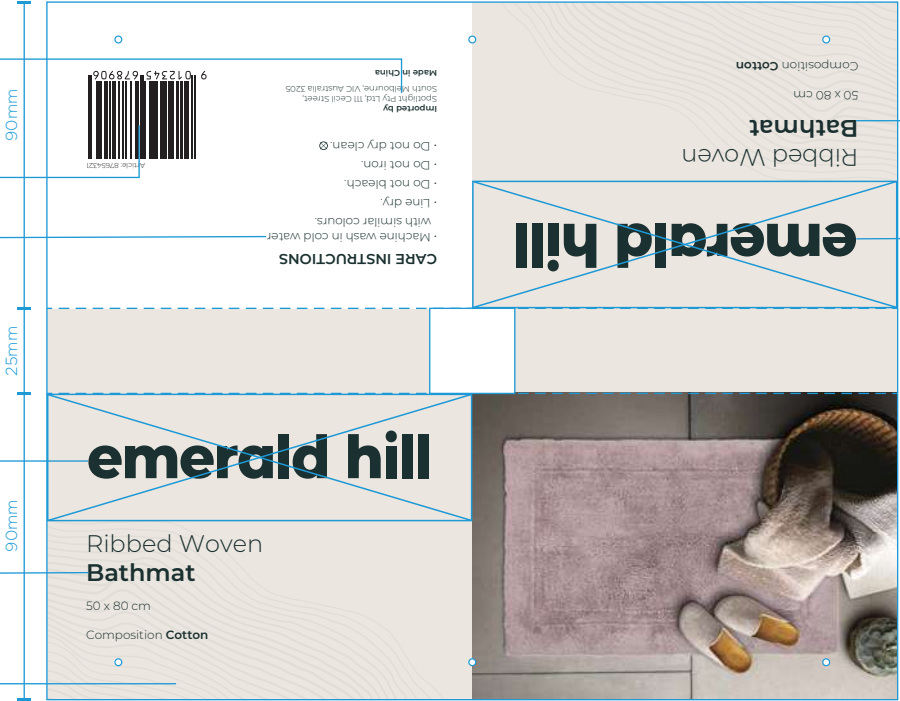 90mm
25mm
90mm
emerald hill
Ribbed Woven
Bathmat
50 x 80 cm
Composition Cotton
CARE INSTRUCTIONS
• Machine wash in cold water
with similar colours.
• Line dry.
• Do not bleach.
• Do not iron.
• Do not dry clean.
Imported by
Spotlight Pty Ltd, 111 Cecil Street,
South Melbourne, VIC Australia 3205
Made in China
Article: 87654321
9 012345 678906
emerald hill
Ribbed Woven
Bathmat
50 x 80 cm
Composition Cotton